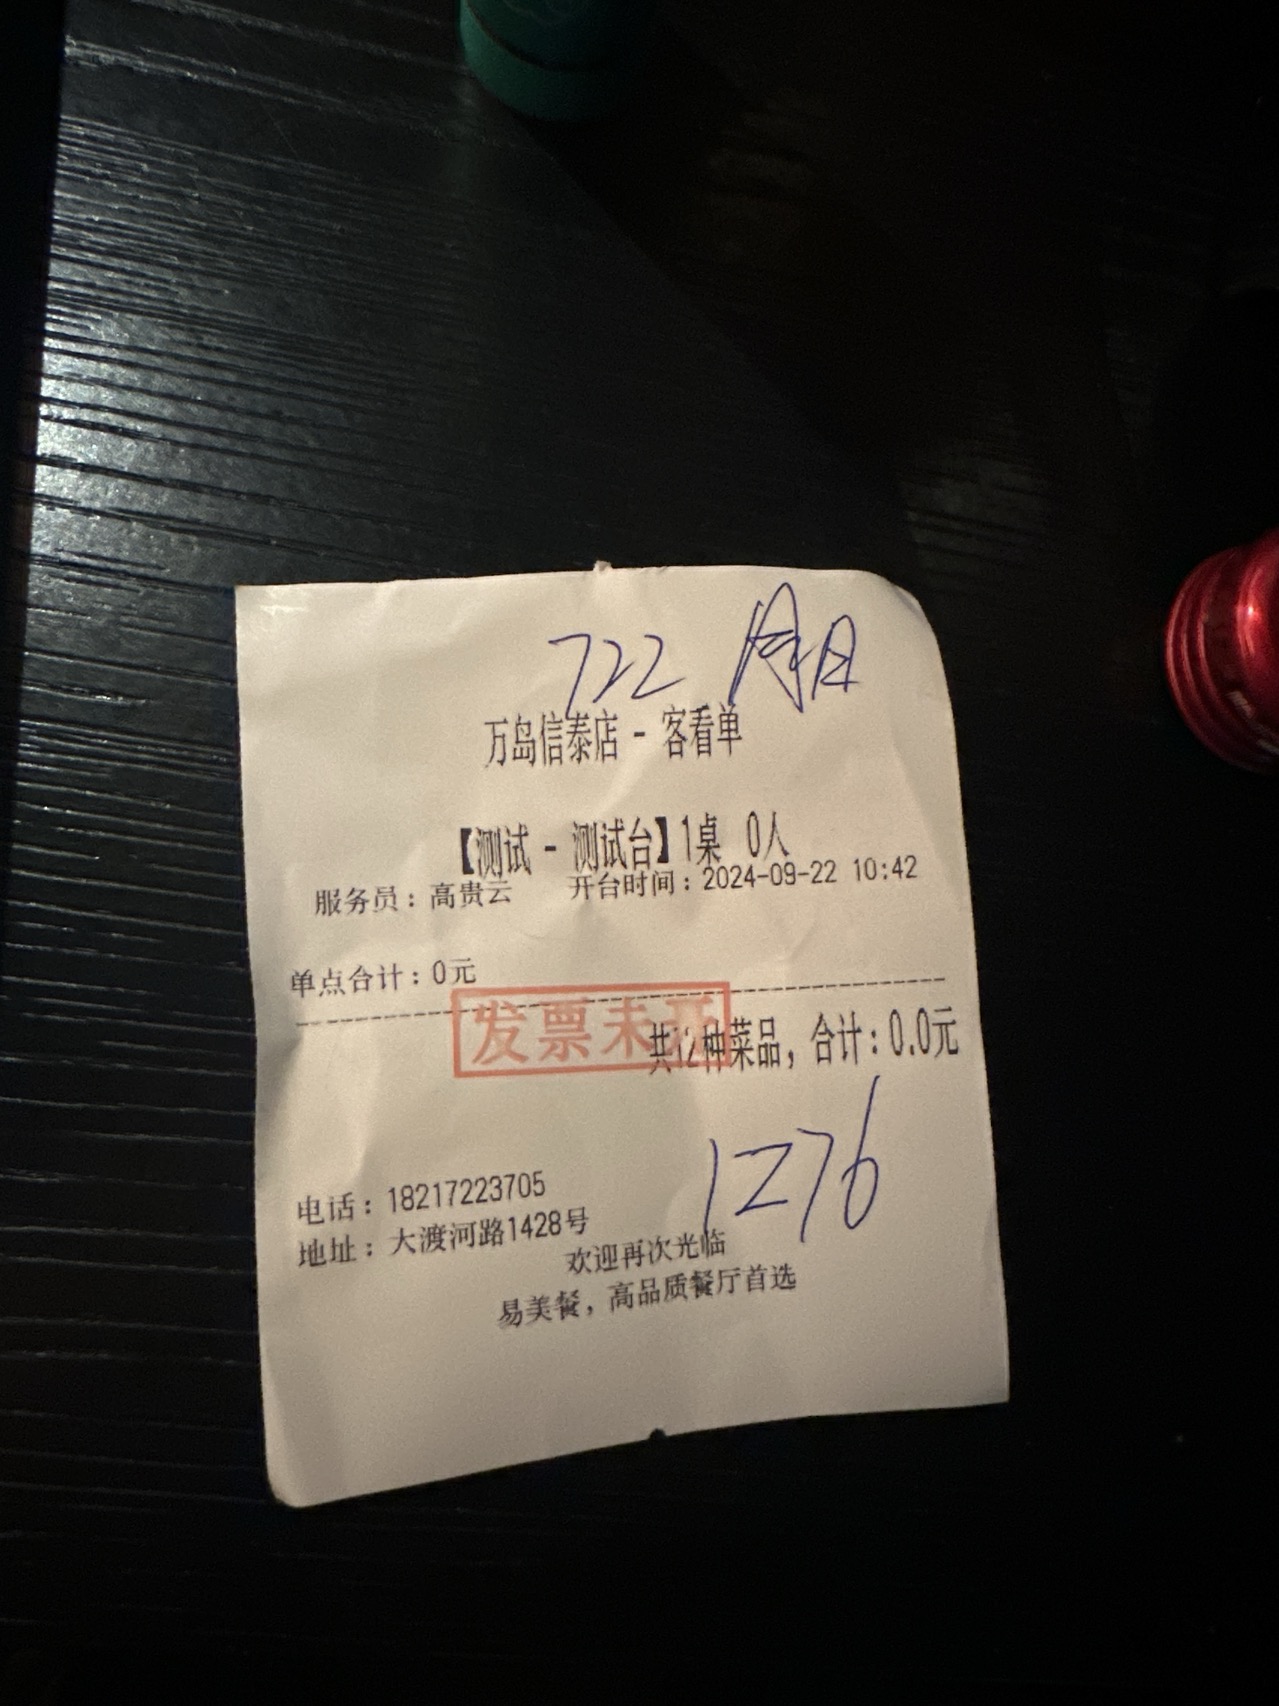 722 周日
万岛信泰店 - 客看单
【测试 - 测试台】1桌 0人
服务员：高贵云 开台时间：2024-09-22 10:42
单点合计：0元
发票未开
共12种菜品，合计：0.0元
1276
电话：18217223705
地址：大渡河路1428号
欢迎再次光临
易美餐，高品质餐厅首选